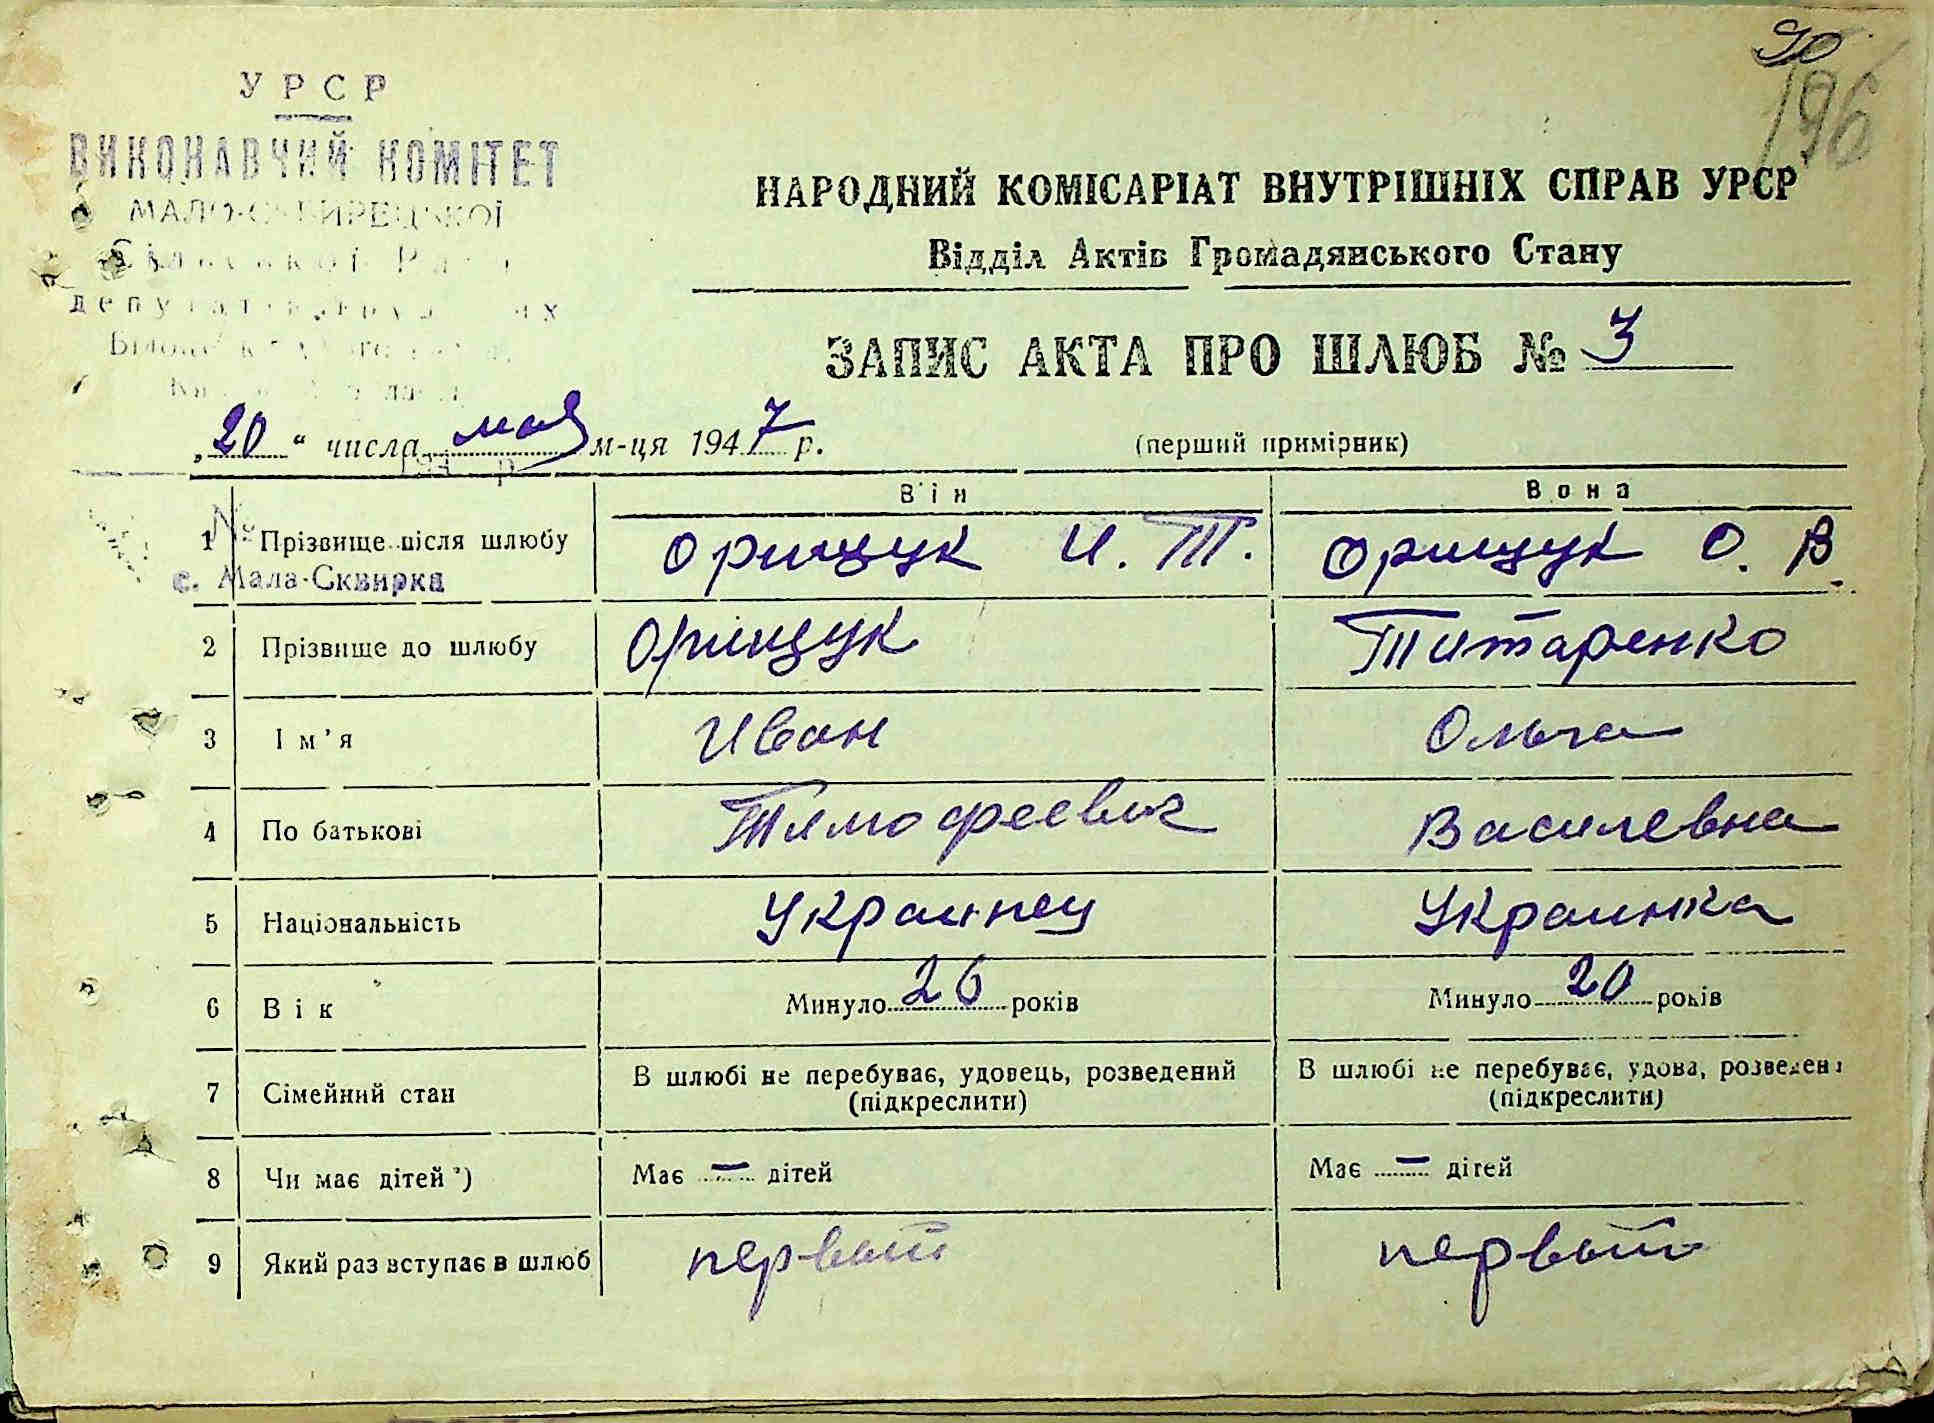 90
196
УРСР
ВИКОНАВЧИЙ КОМІТЕТ
НАРОДНИЙ КОМІСАРІАТ ВНУТРІШНІХ СПРАВ УРСР
Відділ Актів Громадянського Стану
ЗАПИС АКТА ПРО ШЛЮБ № 3
„20“ числа мая м-ця 1947 р. (перший примірник)
Він Вона
1 Прізвище після шлюбу Орищук И. Т. Орищук О. В.
с. Мала-Сквирка
2 Прізвище до шлюбу Орищук Титаренко
3 Ім'я Иван Ольга
4 По батькові Тимофеевич Василевна
5 Національність Украинец Украинка
6 Вік Минуло 26 років Минуло 20 років
7 Сімейний стан В шлюбі не перебуває, удовець, розведений (підкреслити) В шлюбі не перебуває, удова, розведена (підкреслити)
8 Чи має дітей *) Має — дітей Має — дітей
9 Який раз вступає в шлюб первый первый